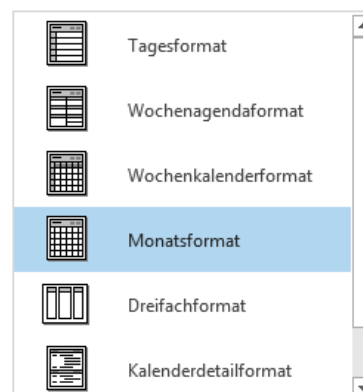 Tagesformat
Wochenagendaformat
Wochenkalenderformat
Monatsformat
Dreifachformat
Kalenderdetailformat